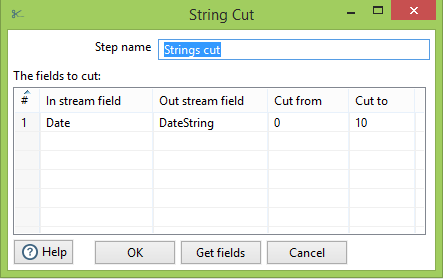 String Cut
Step name Strings cut
The fields to cut:
# In stream field Out stream field Cut from Cut to
1 Date DateString 0 10
Help OK Get fields Cancel